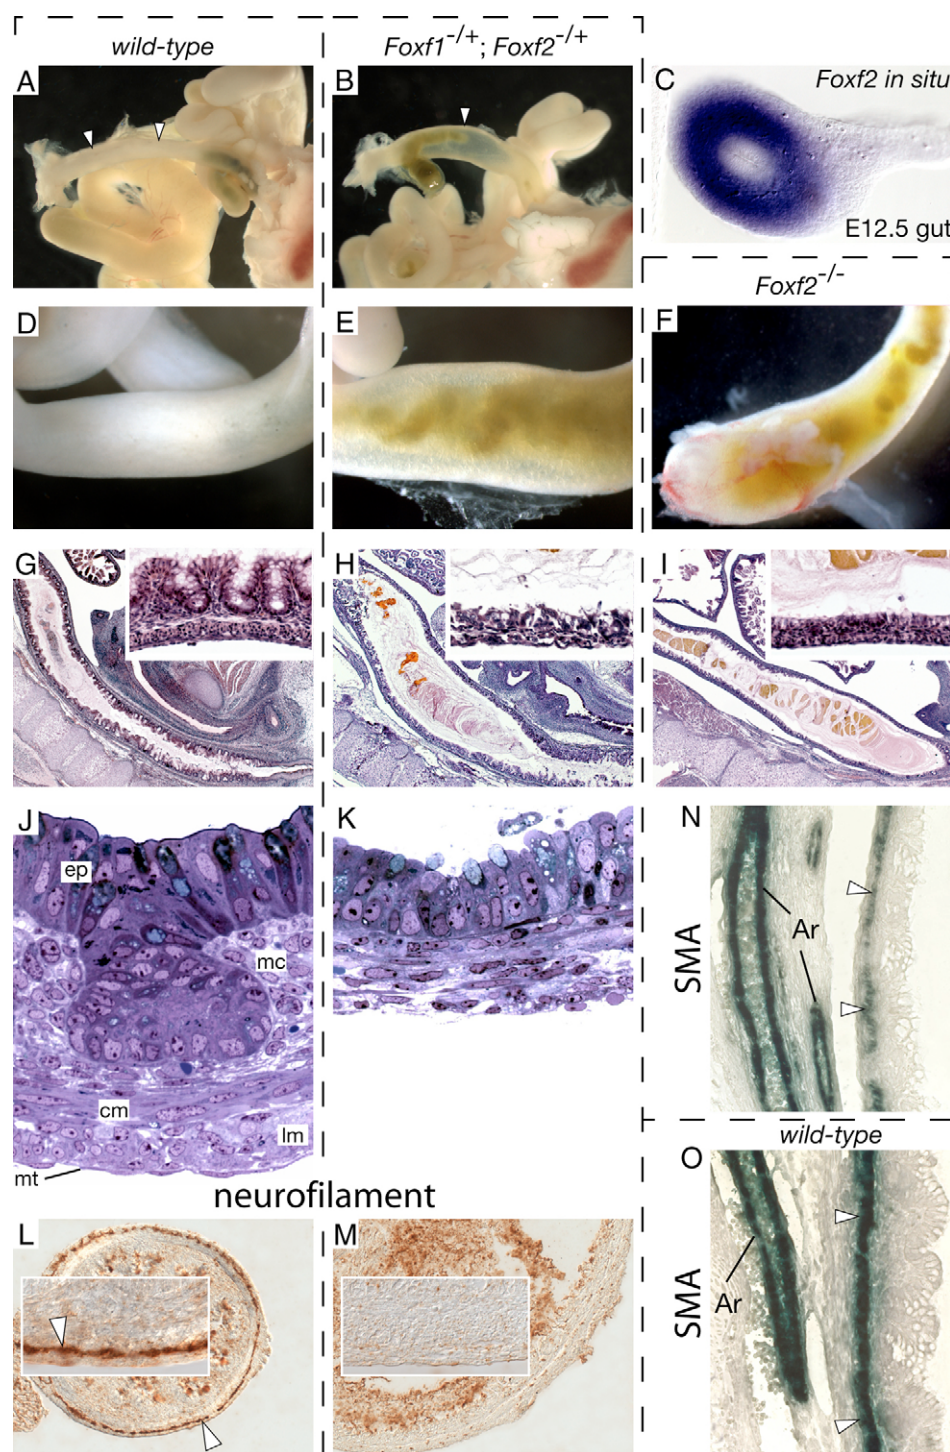 wild-type
Foxf1-/+; Foxf2-/+
A
B
C
Foxf2 in situ
E12.5 gut
Foxf2-/-
D
E
F
G
H
I
J
ep
mc
cm
lm
mt
K
N
Ar
SMA
wild-type
neurofilament
L
M
O
Ar
SMA